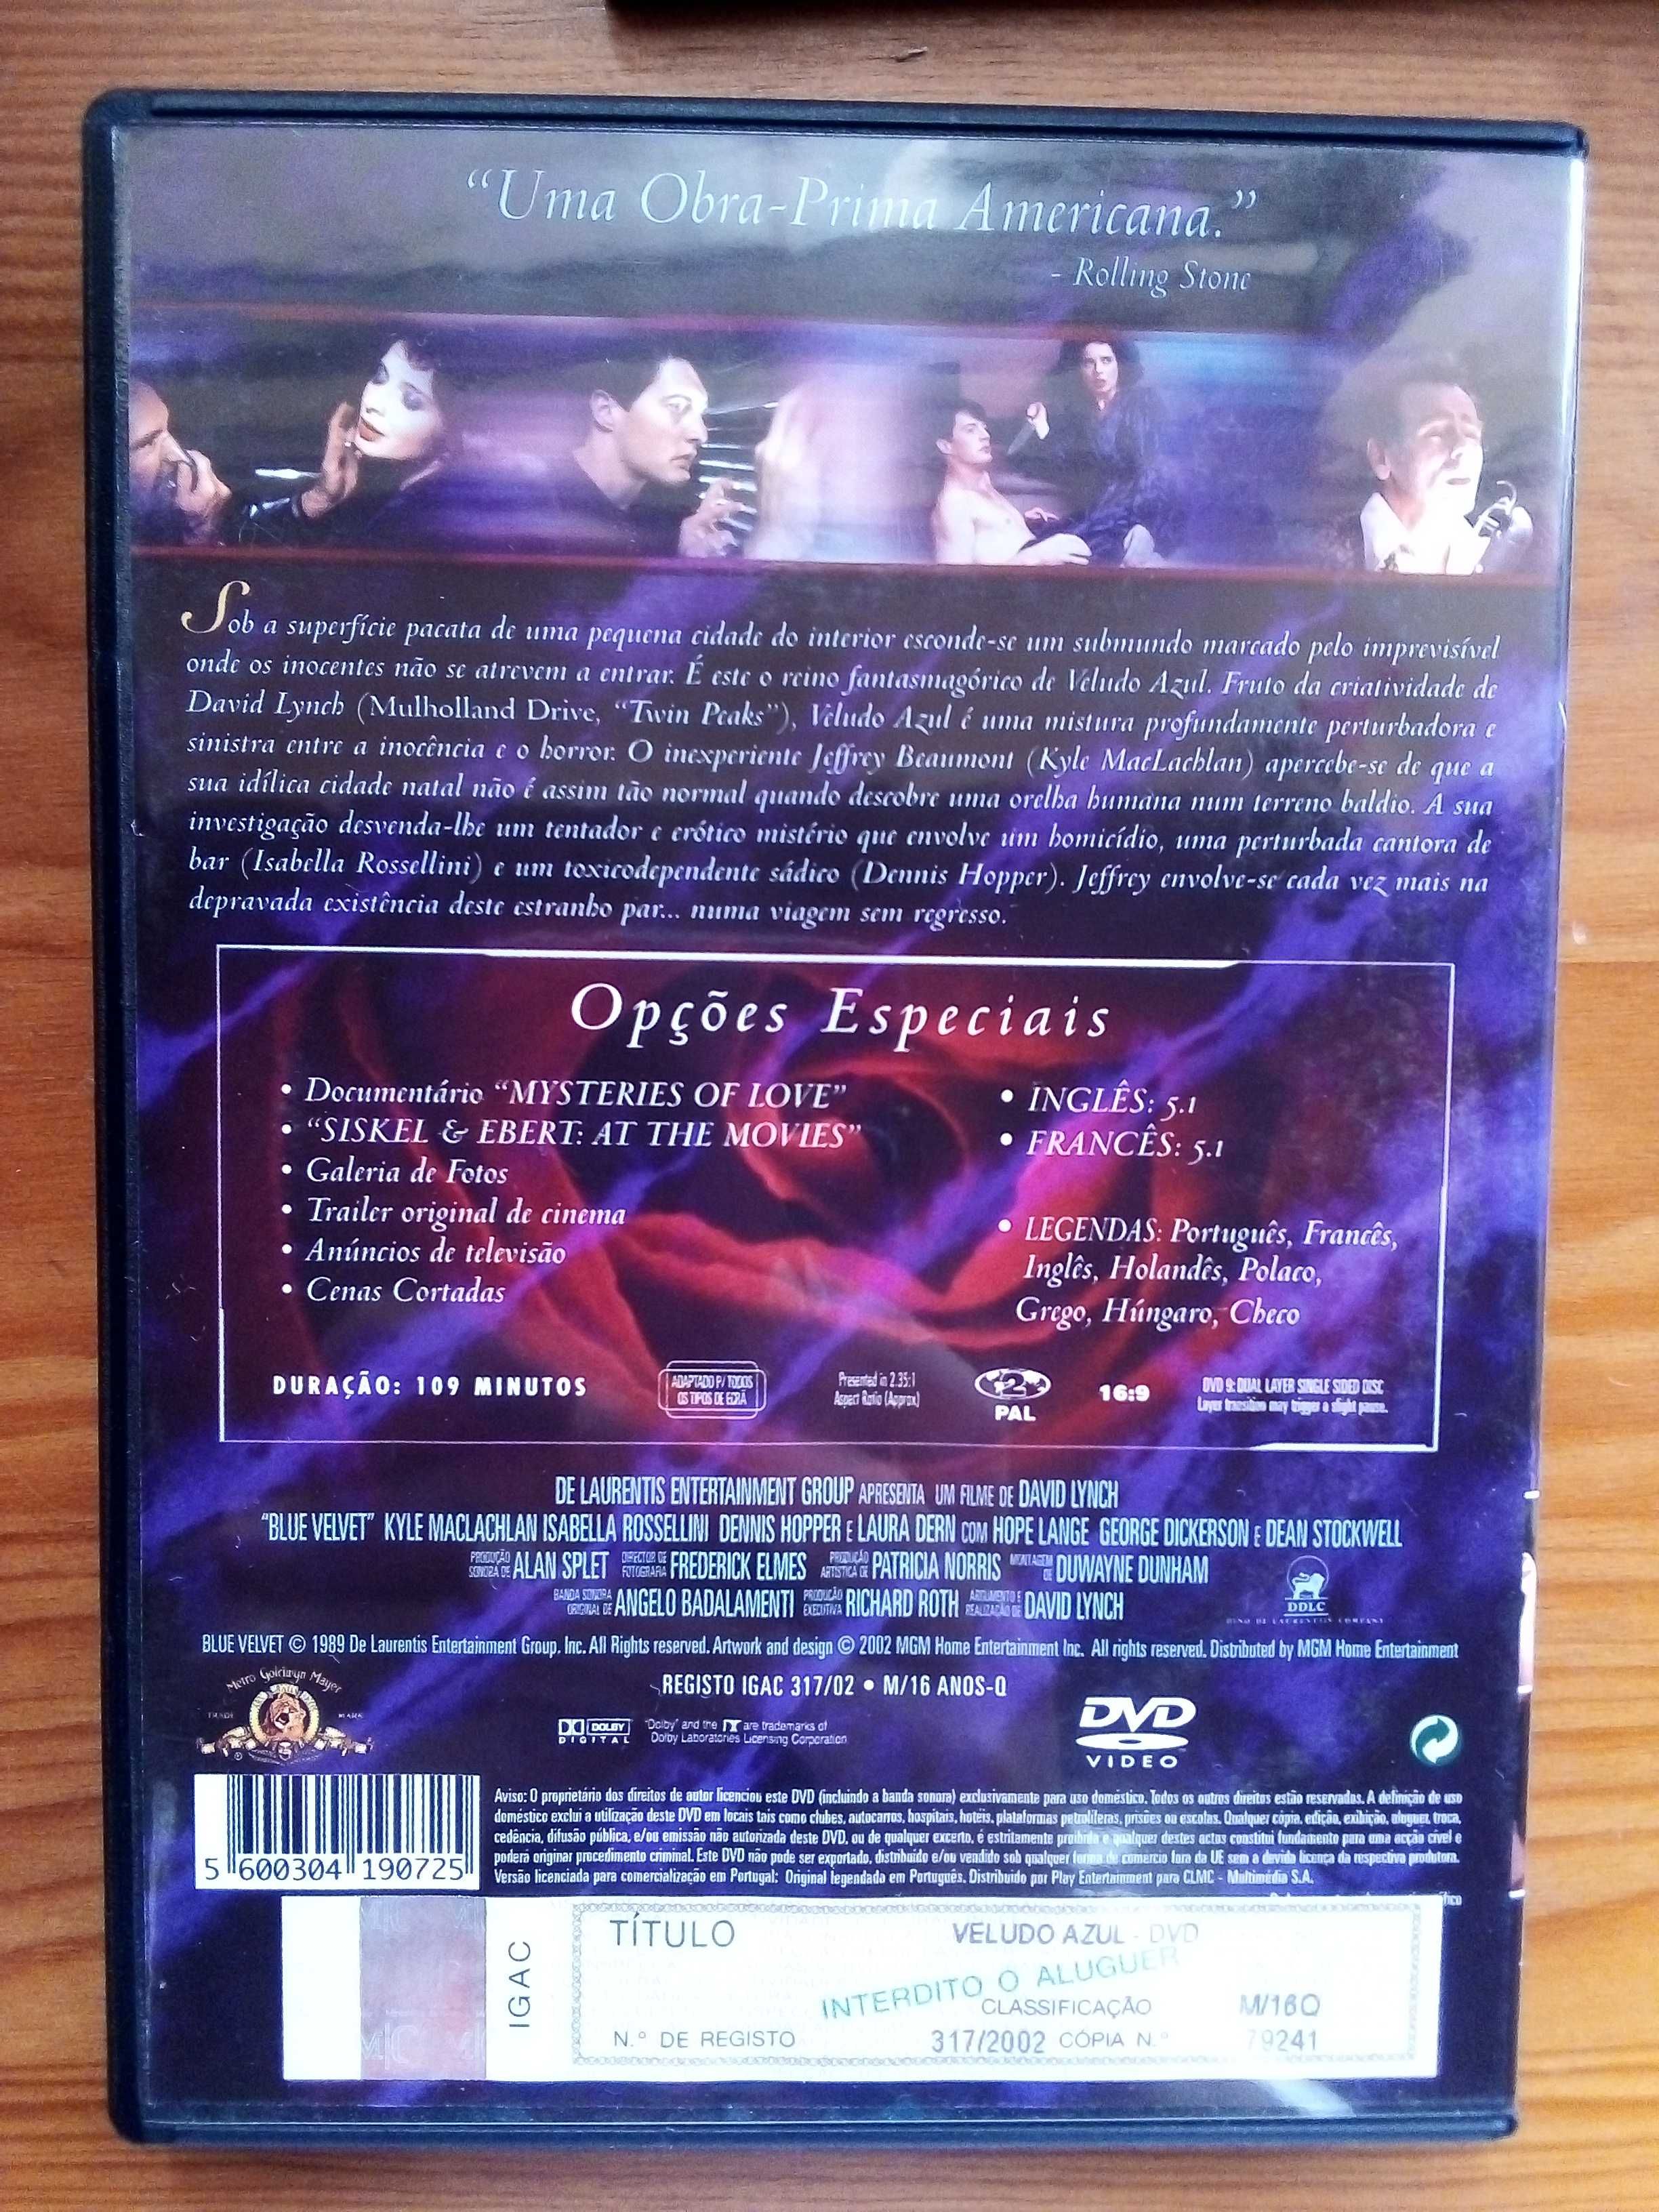 “Uma Obra-Prima Americana.”
- Rolling Stone
Sob a superfície pacata de uma pequena cidade do interior esconde-se um submundo marcado pelo imprevisível
onde os inocentes não se atrevem a entrar. É este o reino fantasmagórico de Veludo Azul. Fruto da criatividade de
David Lynch (Mulholland Drive, “Twin Peaks”), Veludo Azul é uma mistura profundamente perturbadora e
sinistra entre a inocência e o horror. O inexperiente Jeffrey Beaumont (Kyle MacLachlan) apercebe-se de que a
sua idílica cidade natal não é assim tão normal quando descobre uma orelha humana num terreno baldio. A sua
investigação desvenda-lhe um tentador e erótico mistério que envolve um homicídio, uma perturbada cantora de
bar (Isabella Rossellini) e um toxicodependente sádico (Dennis Hopper). Jeffrey envolve-se cada vez mais na
depravada existência deste estranho par... numa viagem sem regresso.
Opções Especiais
• Documentário “MYSTERIES OF LOVE”
• “SISKEL & EBERT: AT THE MOVIES”
• Galeria de Fotos
• Trailer original de cinema
• Anúncios de televisão
• Cenas Cortadas
• INGLÊS: 5.1
• FRANCÊS: 5.1
• LEGENDAS: Português, Francês,
Inglês, Holandês, Polaco,
Grego, Húngaro, Checo
DURAÇÃO: 109 MINUTOS
ADAPTADO P/ TODOS
OS TIPOS DE ECRÃ
Presented in 2.35:1
Aspect Ratio (Approx)
2
PAL
16:9
DVD 9: DUAL LAYER SINGLE SIDED DISC
Layer transition may trigger a slight pause.
DE LAURENTIS ENTERTAINMENT GROUP APRESENTA UM FILME DE DAVID LYNCH
“BLUE VELVET” KYLE MACLACHLAN ISABELLA ROSSELLINI DENNIS HOPPER E LAURA DERN COM HOPE LANGE GEORGE DICKERSON E DEAN STOCKWELL
PRODUÇÃO SONORA DE ALAN SPLET DIRECTOR DE FOTOGRAFIA FREDERICK ELMES PRODUÇÃO ARTISTICA DE PATRICIA NORRIS MONTAGEM DE DUWAYNE DUNHAM
BANDA SONORA ORIGINAL DE ANGELO BADALAMENTI PRODUÇÃO EXECUTIVA RICHARD ROTH ARGUMENTO E REALIZAÇÃO DE DAVID LYNCH
DDLC
DINO DE LAURENTIIS COMPANY
BLUE VELVET © 1989 De Laurentis Entertainment Group, Inc. All Rights reserved. Artwork and design © 2002 MGM Home Entertainment Inc. All rights reserved. Distributed by MGM Home Entertainment
Metro Goldwyn Mayer
TRADE MARK
REGISTO IGAC 317/02 • M/16 ANOS-Q
DOLBY
DIGITAL
"Dolby" and the are trademarks of
Dolby Laboratories Licensing Corporation
DVD
VIDEO
5 600304 190725
Aviso: O proprietário dos direitos de autor licenciou este DVD (incluindo a banda sonora) exclusivamente para uso doméstico. Todos os outros direitos estão reservados. A definição de uso
doméstico exclui a utilização deste DVD em locais tais como clubes, autocarros, hospitais, hotéis, plataformas petrolíferas, prisões ou escolas. Qualquer cópia, edição, exibição, aluguer, troca,
cedência, difusão pública, e/ou emissão não autorizada deste DVD, ou de qualquer excerto, é estritamente proibida e qualquer destes actos constitui fundamento para uma acção cível e
poderá originar procedimento criminal. Este DVD não pode ser exportado, distribuído e/ou vendido sob qualquer forma de comércio fora da UE sem a devida licença da respectiva produtora.
Versão licenciada para comercialização em Portugal: Original legendada em Português. Distribuído por Play Entertainment para CLMC - Multimédia S.A.
IGAC
TÍTULO VELUDO AZUL - DVD
INTERDITO O ALUGUER
CLASSIFICAÇÃO M/16Q
N.º DE REGISTO 317/2002 CÓPIA N.º 79241